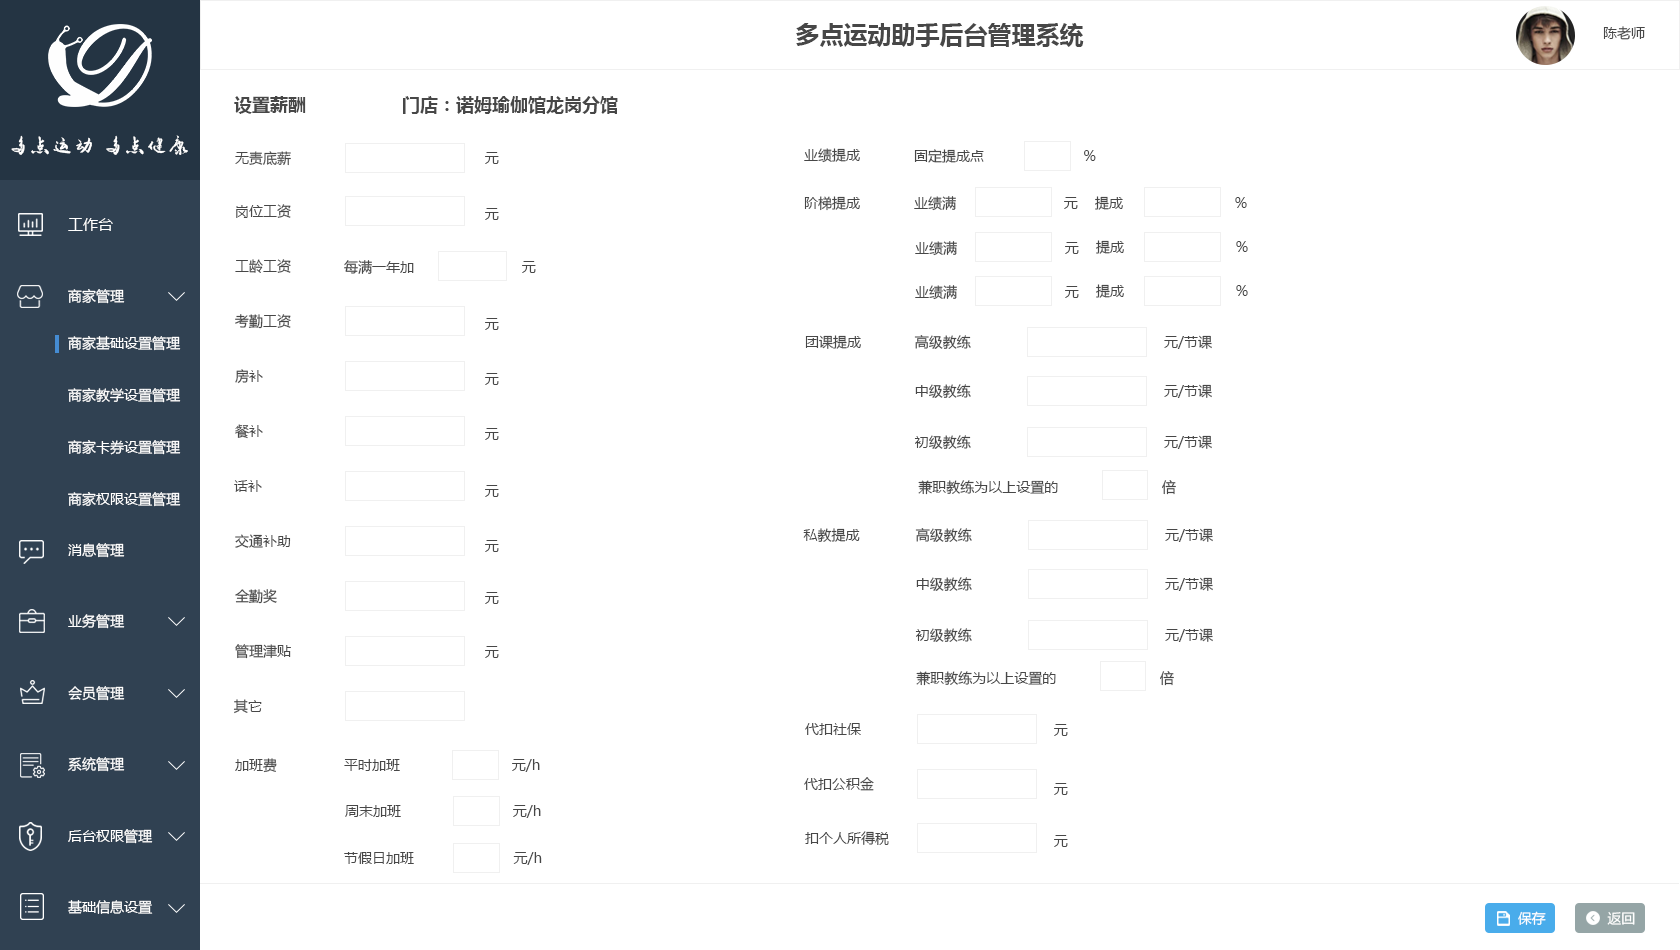 多点运动 多点健康
工作台
商家管理
商家基础设置管理
商家教学设置管理
商家卡券设置管理
商家权限设置管理
消息管理
业务管理
会员管理
系统管理
后台权限管理
基础信息设置
多点运动助手后台管理系统
陈老师
设置薪酬 门店：诺姆瑜伽馆龙岗分馆
无责底薪 元
岗位工资 元
工龄工资 每满一年加 元
考勤工资 元
房补 元
餐补 元
话补 元
交通补助 元
全勤奖 元
管理津贴 元
其它
加班费 平时加班 元/h
周末加班 元/h
节假日加班 元/h
业绩提成 固定提成点 %
阶梯提成 业绩满 元 提成 %
业绩满 元 提成 %
业绩满 元 提成 %
团课提成 高级教练 元/节课
中级教练 元/节课
初级教练 元/节课
兼职教练为以上设置的 倍
私教提成 高级教练 元/节课
中级教练 元/节课
初级教练 元/节课
兼职教练为以上设置的 倍
代扣社保 元
代扣公积金 元
扣个人所得税 元
保存 返回